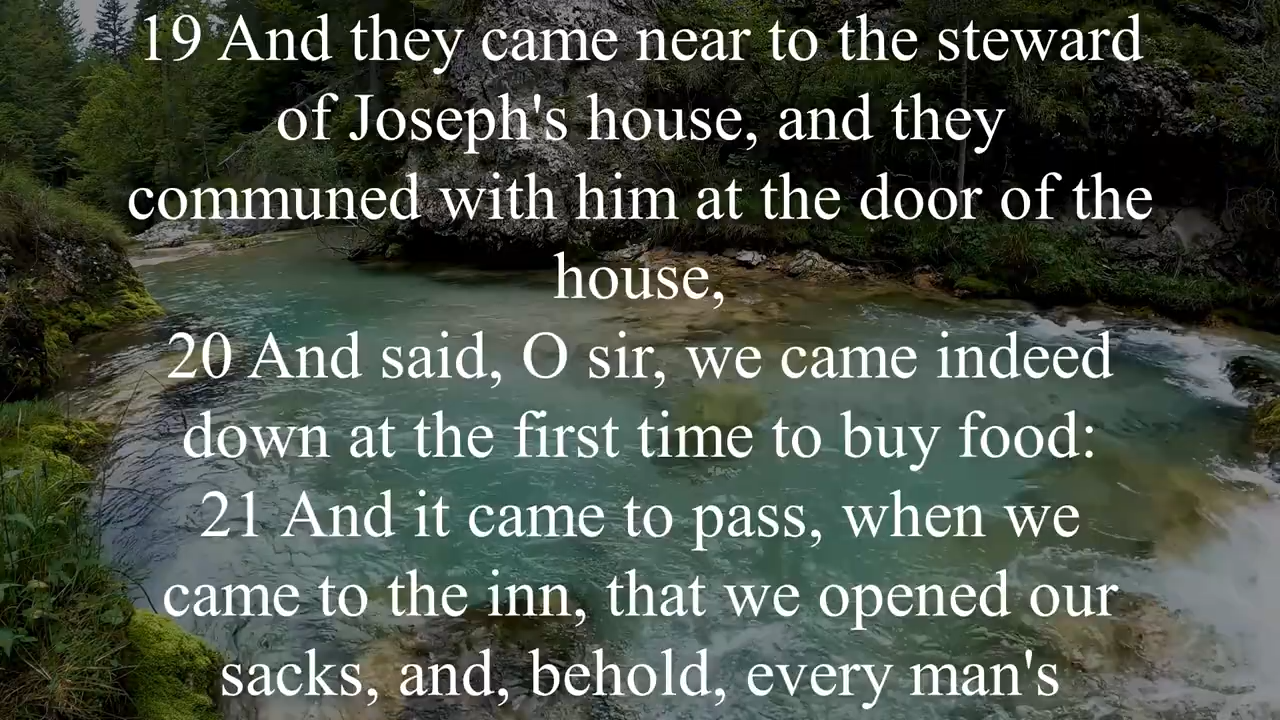 19 And they came near to the steward
of Joseph's house, and they
communed with him at the door of the
house,
20 And said, O sir, we came indeed
down at the first time to buy food:
21 And it came to pass, when we
came to the inn, that we opened our
sacks, and, behold, every man's